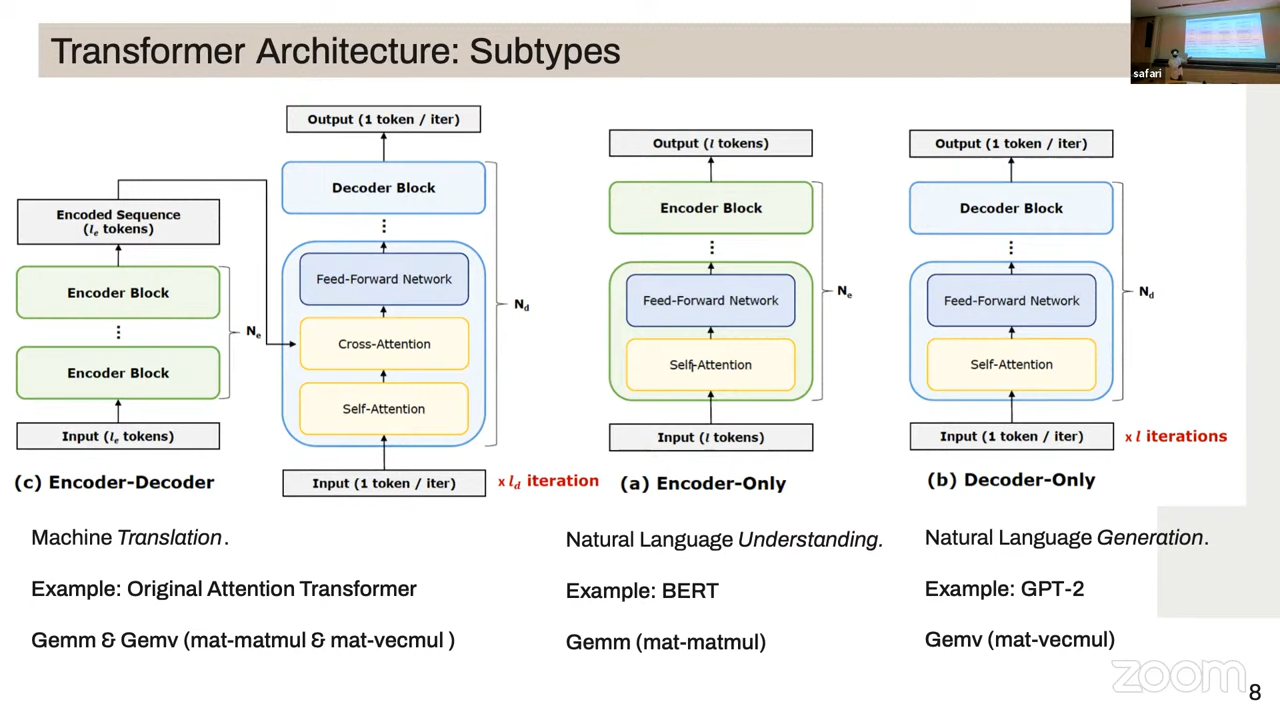 Transformer Architecture: Subtypes
safari
Output (1 token / iter)
Decoder Block
Encoded Sequence
(lₑ tokens)
Encoder Block
Encoder Block
Nₑ
Input (lₑ tokens)
Feed-Forward Network
Cross-Attention
Self-Attention
N_d
Input (1 token / iter)
x l_d iteration
(c) Encoder-Decoder
Output (l tokens)
Encoder Block
Feed-Forward Network
Self-Attention
Nₑ
Input (l tokens)
(a) Encoder-Only
Output (1 token / iter)
Decoder Block
Feed-Forward Network
Self-Attention
N_d
Input (1 token / iter)
x l iterations
(b) Decoder-Only
Machine Translation.
Example: Original Attention Transformer
Gemm & Gemv (mat-matmul & mat-vecmul )
Natural Language Understanding.
Example: BERT
Gemm (mat-matmul)
Natural Language Generation.
Example: GPT-2
Gemv (mat-vecmul)
zoom
8